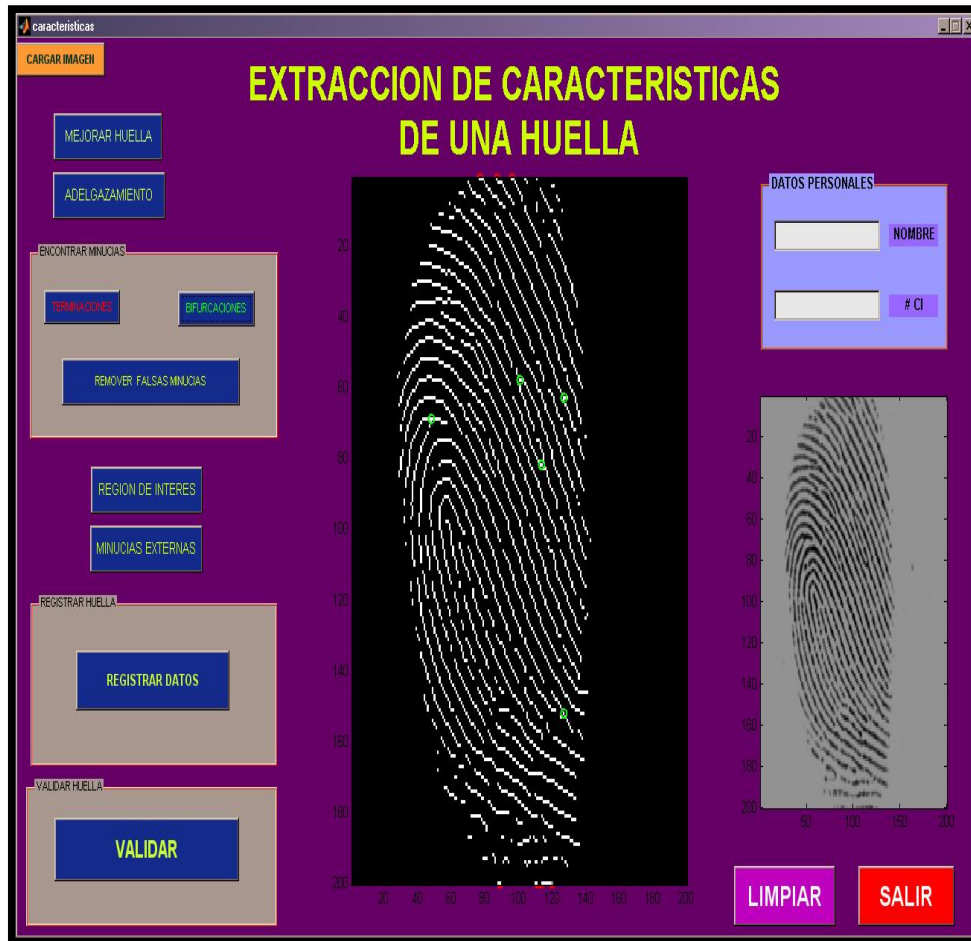 caracteristicas
CARGAR IMAGEN
EXTRACCION DE CARACTERISTICAS
DE UNA HUELLA
MEJORAR HUELLA
ADELGAZAMIENTO
ENCONTRAR MINUCIAS
TERMINACIONES
BIFURCACIONES
REMOVER FALSAS MINUCIAS
REGION DE INTERES
MINUCIAS EXTERNAS
REGISTRAR HUELLA
REGISTRAR DATOS
VALIDAR HUELLA
VALIDAR
20
40
60
80
100
120
140
160
180
200
20 40 60 80 100 120 140 160 180 200
DATOS PERSONALES
NOMBRE
# CI
20
40
60
80
100
120
140
160
180
200
50 100 150 200
LIMPIAR
SALIR